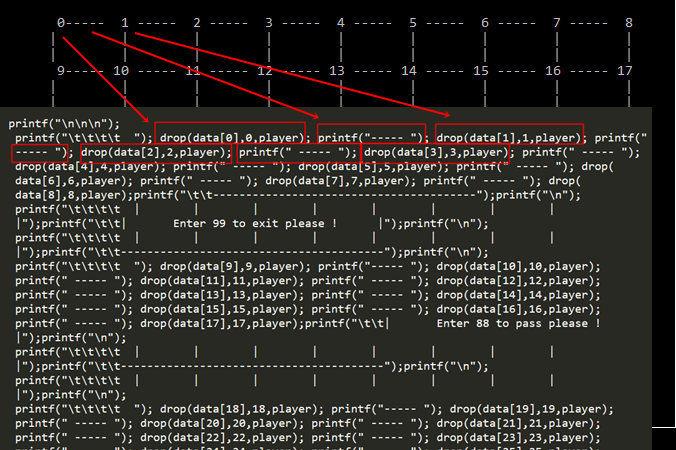 0----- 1 ----- 2 ----- 3 ----- 4 ----- 5 ----- 6 ----- 7 ----- 8
| | | | | | | | |
| | | | | | | | |
9----- 10 ----- 11 ----- 12 ----- 13 ----- 14 ----- 15 ----- 16 ----- 17
| | | | | | | | |
printf("\n\n\n");
printf("\t\t\t\t  "); drop(data[0],0,player); printf("----- "); drop(data[1],1,player); printf("
----- "); drop(data[2],2,player); printf(" ----- "); drop(data[3],3,player); printf(" ----- ");
drop(data[4],4,player); printf(" ----- "); drop(data[5],5,player); printf(" ----- "); drop(
data[6],6,player); printf(" ----- "); drop(data[7],7,player); printf(" ----- "); drop(
data[8],8,player);printf("\t\t----------------------------------------");printf("\n");
printf("\t\t\t\t  |        |        |        |        |        |        |        |
|");printf("\t\t|       Enter 99 to exit please !      |");printf("\n");
printf("\t\t\t\t  |        |        |        |        |        |        |        |
|");printf("\t\t----------------------------------------");printf("\n");
printf("\t\t\t\t  "); drop(data[9],9,player); printf("----- "); drop(data[10],10,player);
printf(" ----- "); drop(data[11],11,player); printf(" ----- "); drop(data[12],12,player);
printf(" ----- "); drop(data[13],13,player); printf(" ----- "); drop(data[14],14,player);
printf(" ----- "); drop(data[15],15,player); printf(" ----- "); drop(data[16],16,player);
printf(" ----- "); drop(data[17],17,player);printf("\t\t|       Enter 88 to pass please !
|");printf("\n");
printf("\t\t\t\t  |        |        |        |        |        |        |        |
|");printf("\t\t----------------------------------------");printf("\n");
printf("\t\t\t\t  |        |        |        |        |        |        |        |
|");printf("\n");
printf("\t\t\t\t  "); drop(data[18],18,player); printf("----- "); drop(data[19],19,player);
printf(" ----- "); drop(data[20],20,player); printf(" ----- "); drop(data[21],21,player);
printf(" ----- "); drop(data[22],22,player); printf(" ----- "); drop(data[23],23,player);